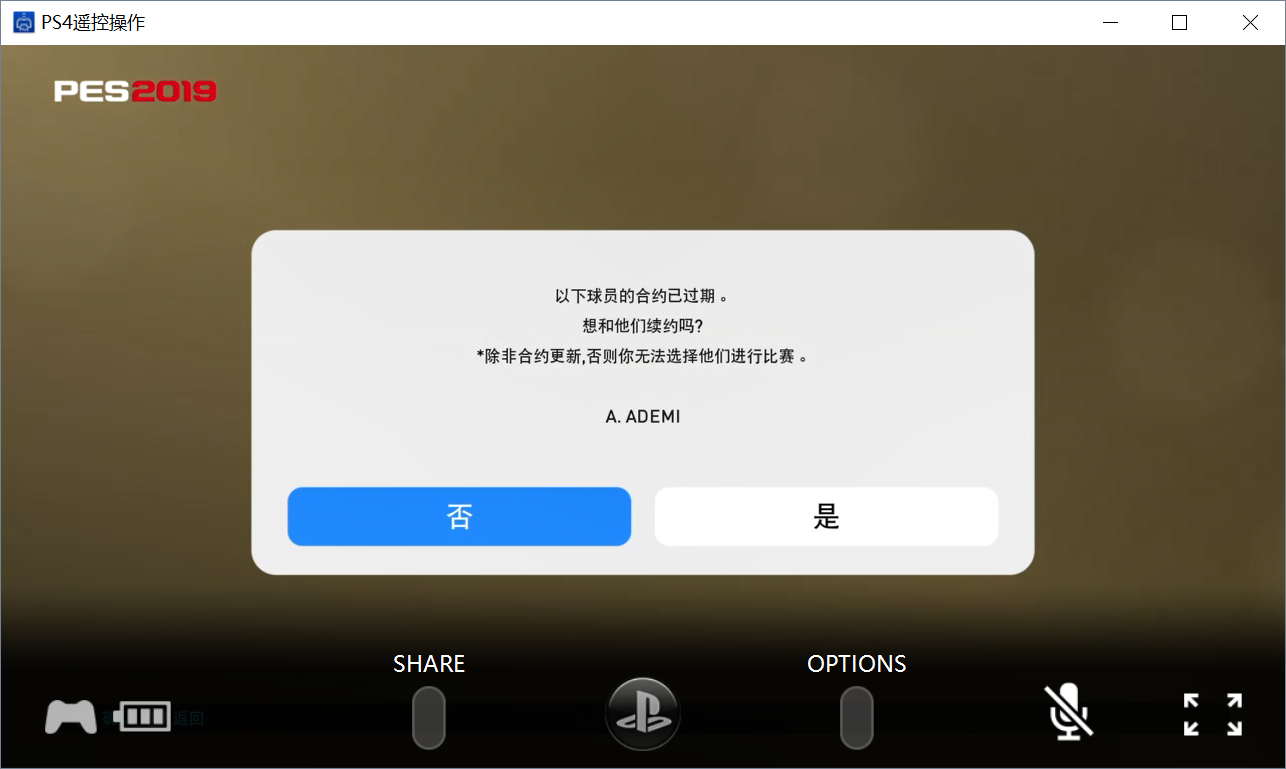 PS4遥控操作
PES2019
以下球员的合约已过期。
想和他们续约吗?
*除非合约更新,否则你无法选择他们进行比赛。
A. ADEMI
否
是
SHARE
OPTIONS
返回